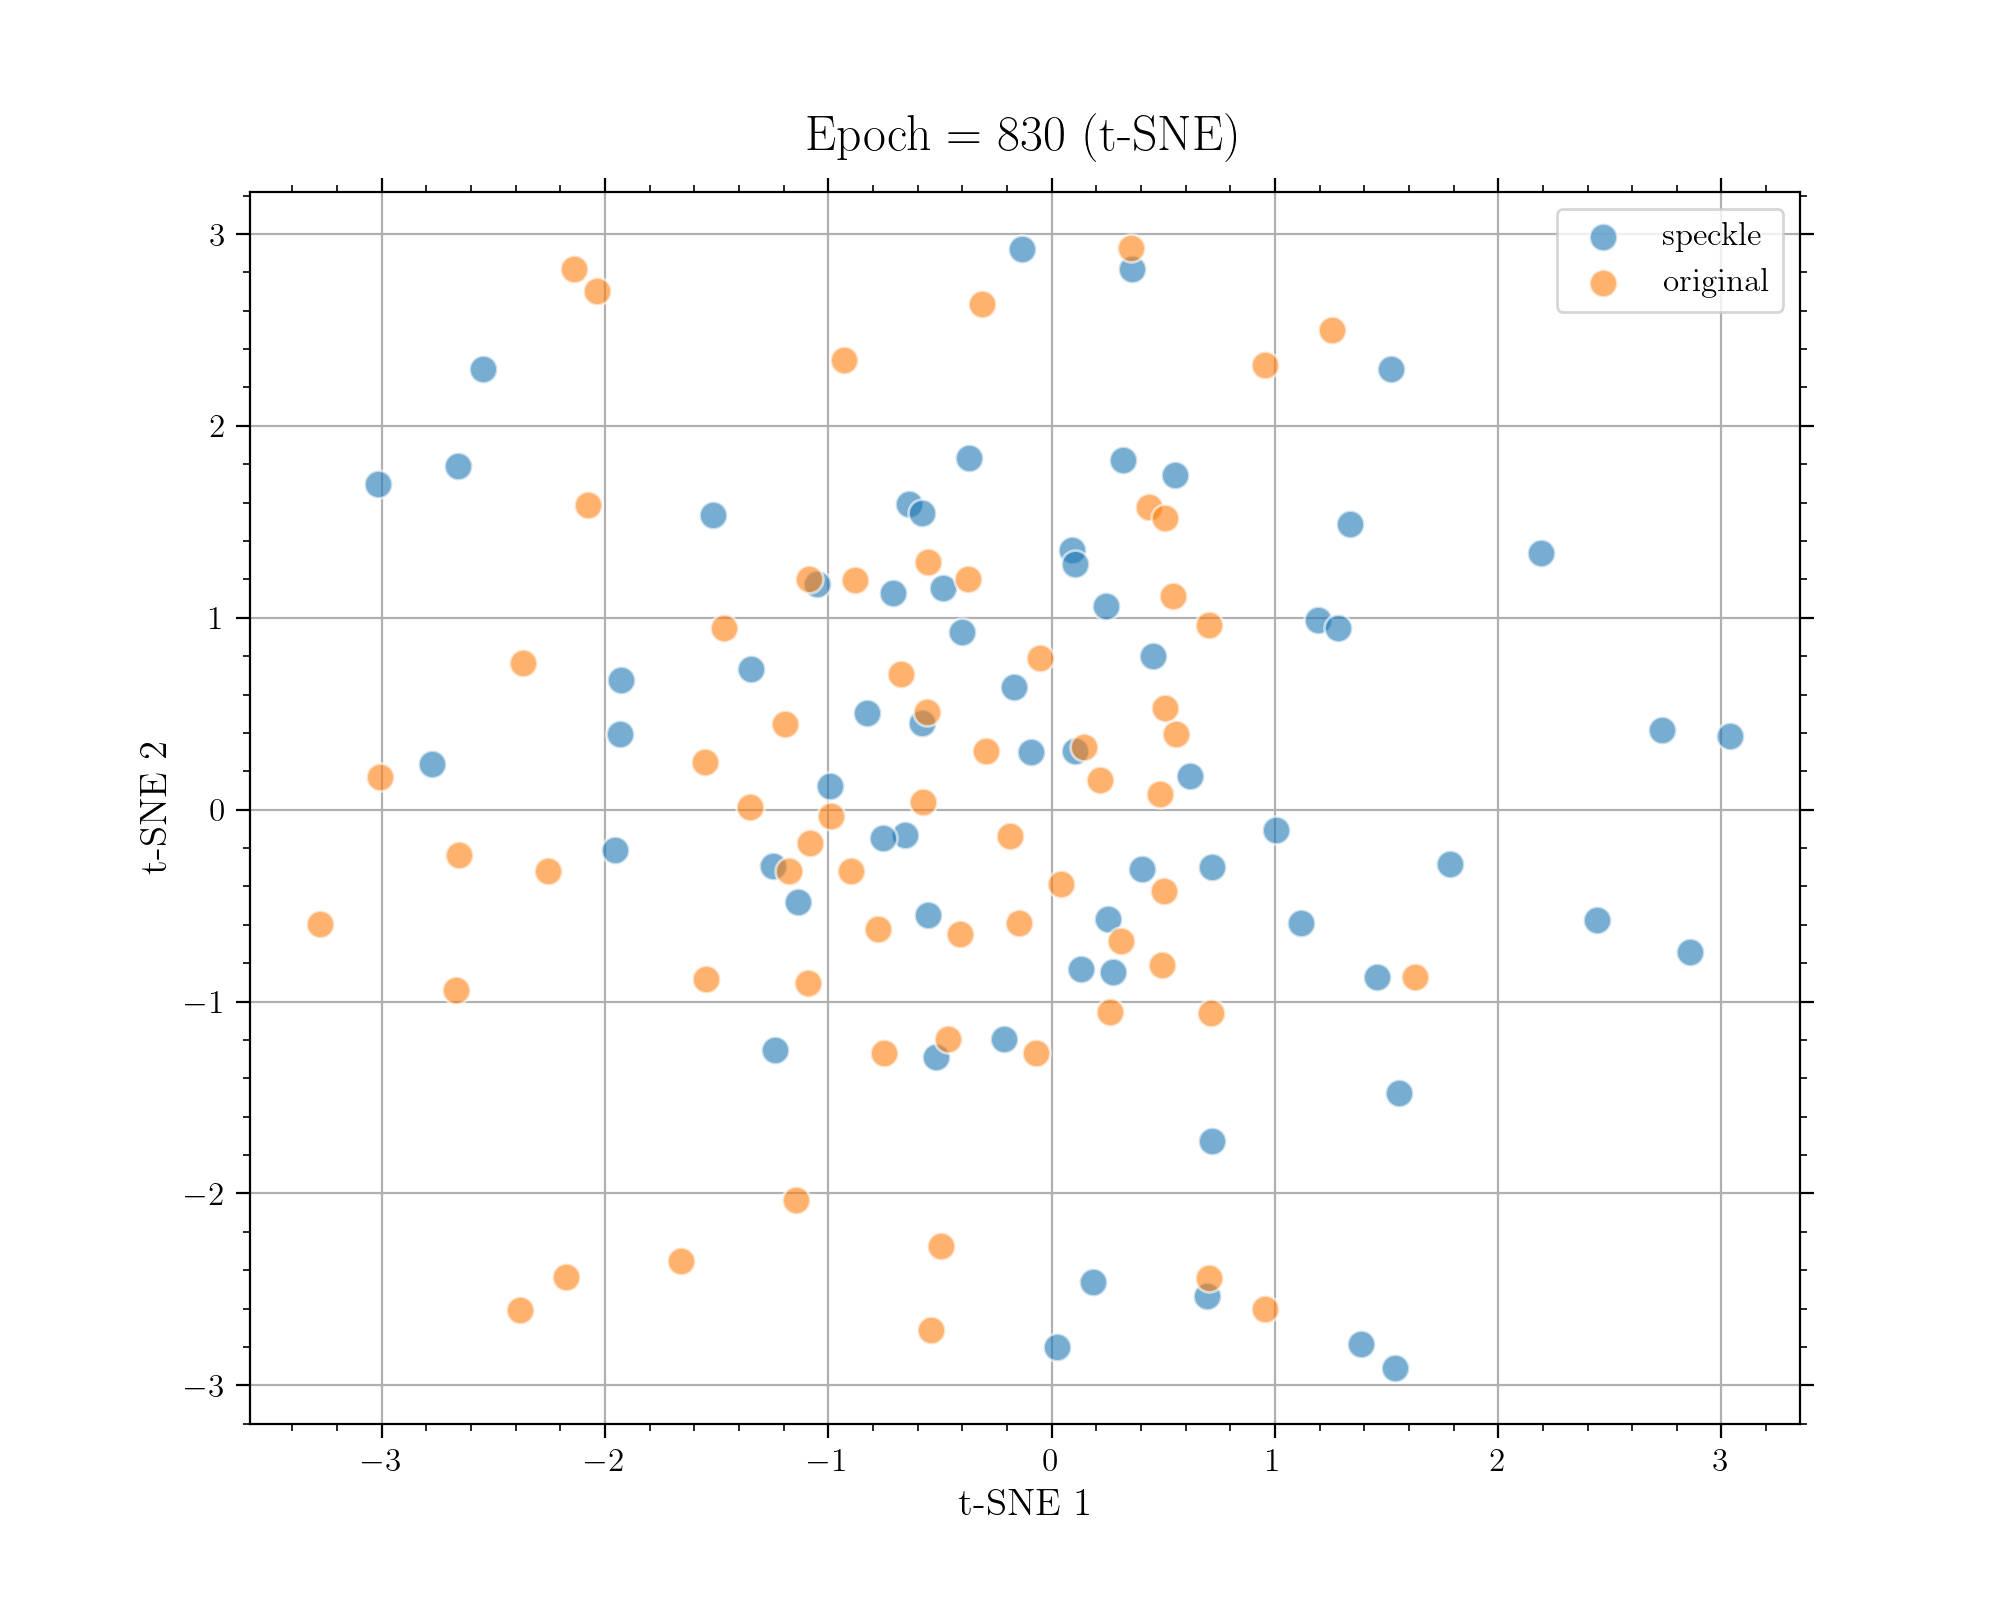 Epoch = 830 (t-SNE)
speckle
original
3
2
1
0
−1
−2
−3
t-SNE 2
−3
−2
−1
0
1
2
3
t-SNE 1